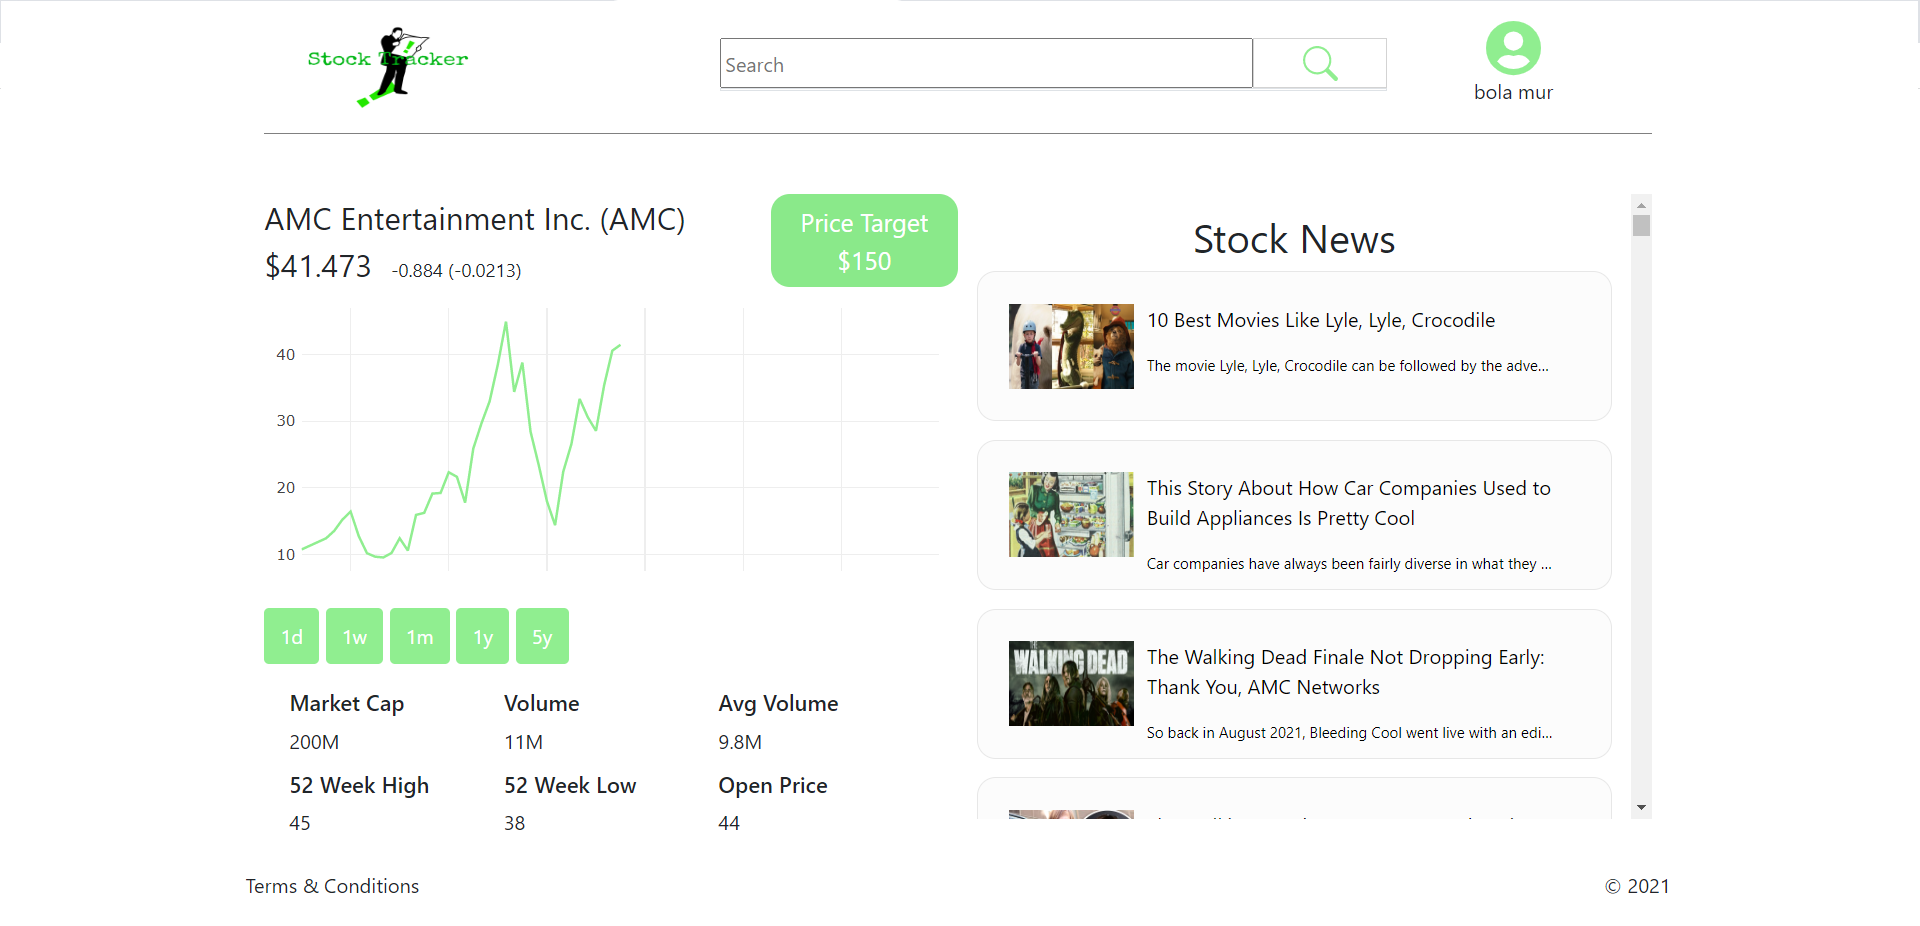 Stock Tracker
Search
bola mur
AMC Entertainment Inc. (AMC)
$41.473 -0.884 (-0.0213)
Price Target
$150
40
30
20
10
1d 1w 1m 1y 5y
Market Cap Volume Avg Volume
200M 11M 9.8M
52 Week High 52 Week Low Open Price
45 38 44
Stock News
10 Best Movies Like Lyle, Lyle, Crocodile
The movie Lyle, Lyle, Crocodile can be followed by the adve...
This Story About How Car Companies Used to
Build Appliances Is Pretty Cool
Car companies have always been fairly diverse in what they ...
WALKING DEAD
The Walking Dead Finale Not Dropping Early:
Thank You, AMC Networks
So back in August 2021, Bleeding Cool went live with an edi...
Terms & Conditions © 2021